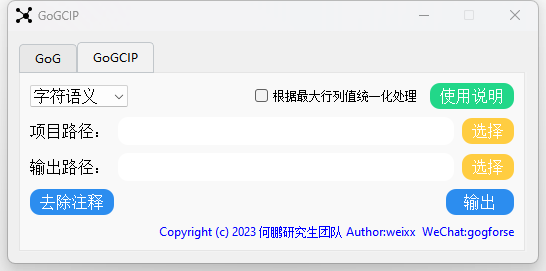 GoGCIP
GoG GoGCIP
字符语义 根据最大行列值统一化处理 使用说明
项目路径： 选择
输出路径： 选择
去除注释 输出
Copyright (c) 2023 何鹏研究生团队 Author:weixx WeChat:gogforse